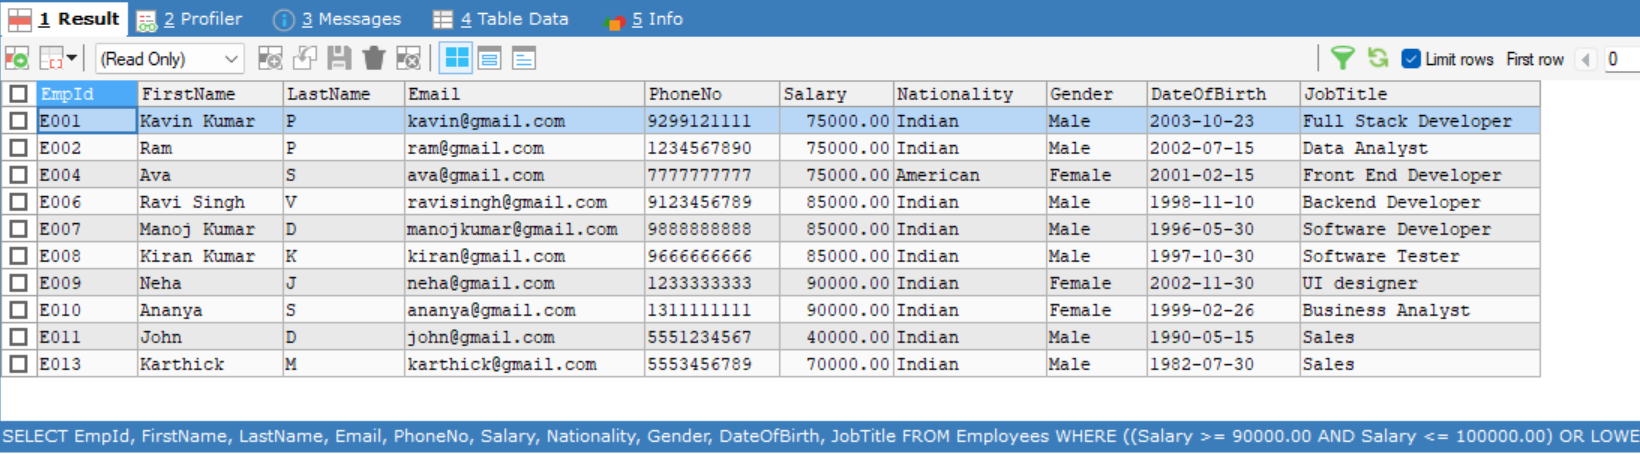 1 Result 2 Profiler 3 Messages 4 Table Data 5 Info
(Read Only) Limit rows First row 0
EmpId FirstName LastName Email PhoneNo Salary Nationality Gender DateOfBirth JobTitle
E001 Kavin Kumar P kavin@gmail.com 9299121111 75000.00 Indian Male 2003-10-23 Full Stack Developer
E002 Ram P ram@gmail.com 1234567890 75000.00 Indian Male 2002-07-15 Data Analyst
E004 Ava S ava@gmail.com 7777777777 75000.00 American Female 2001-02-15 Front End Developer
E006 Ravi Singh V ravisingh@gmail.com 9123456789 85000.00 Indian Male 1998-11-10 Backend Developer
E007 Manoj Kumar D manojkumar@gmail.com 9888888888 85000.00 Indian Male 1996-05-30 Software Developer
E008 Kiran Kumar K kiran@gmail.com 9666666666 85000.00 Indian Male 1997-10-30 Software Tester
E009 Neha J neha@gmail.com 1233333333 90000.00 Indian Female 2002-11-30 UI designer
E010 Ananya S ananya@gmail.com 1311111111 90000.00 Indian Female 1999-02-26 Business Analyst
E011 John D john@gmail.com 5551234567 40000.00 Indian Male 1990-05-15 Sales
E013 Karthick M karthick@gmail.com 5553456789 70000.00 Indian Male 1982-07-30 Sales
SELECT EmpId, FirstName, LastName, Email, PhoneNo, Salary, Nationality, Gender, DateOfBirth, JobTitle FROM Employees WHERE ((Salary >= 90000.00 AND Salary <= 100000.00) OR LOWE